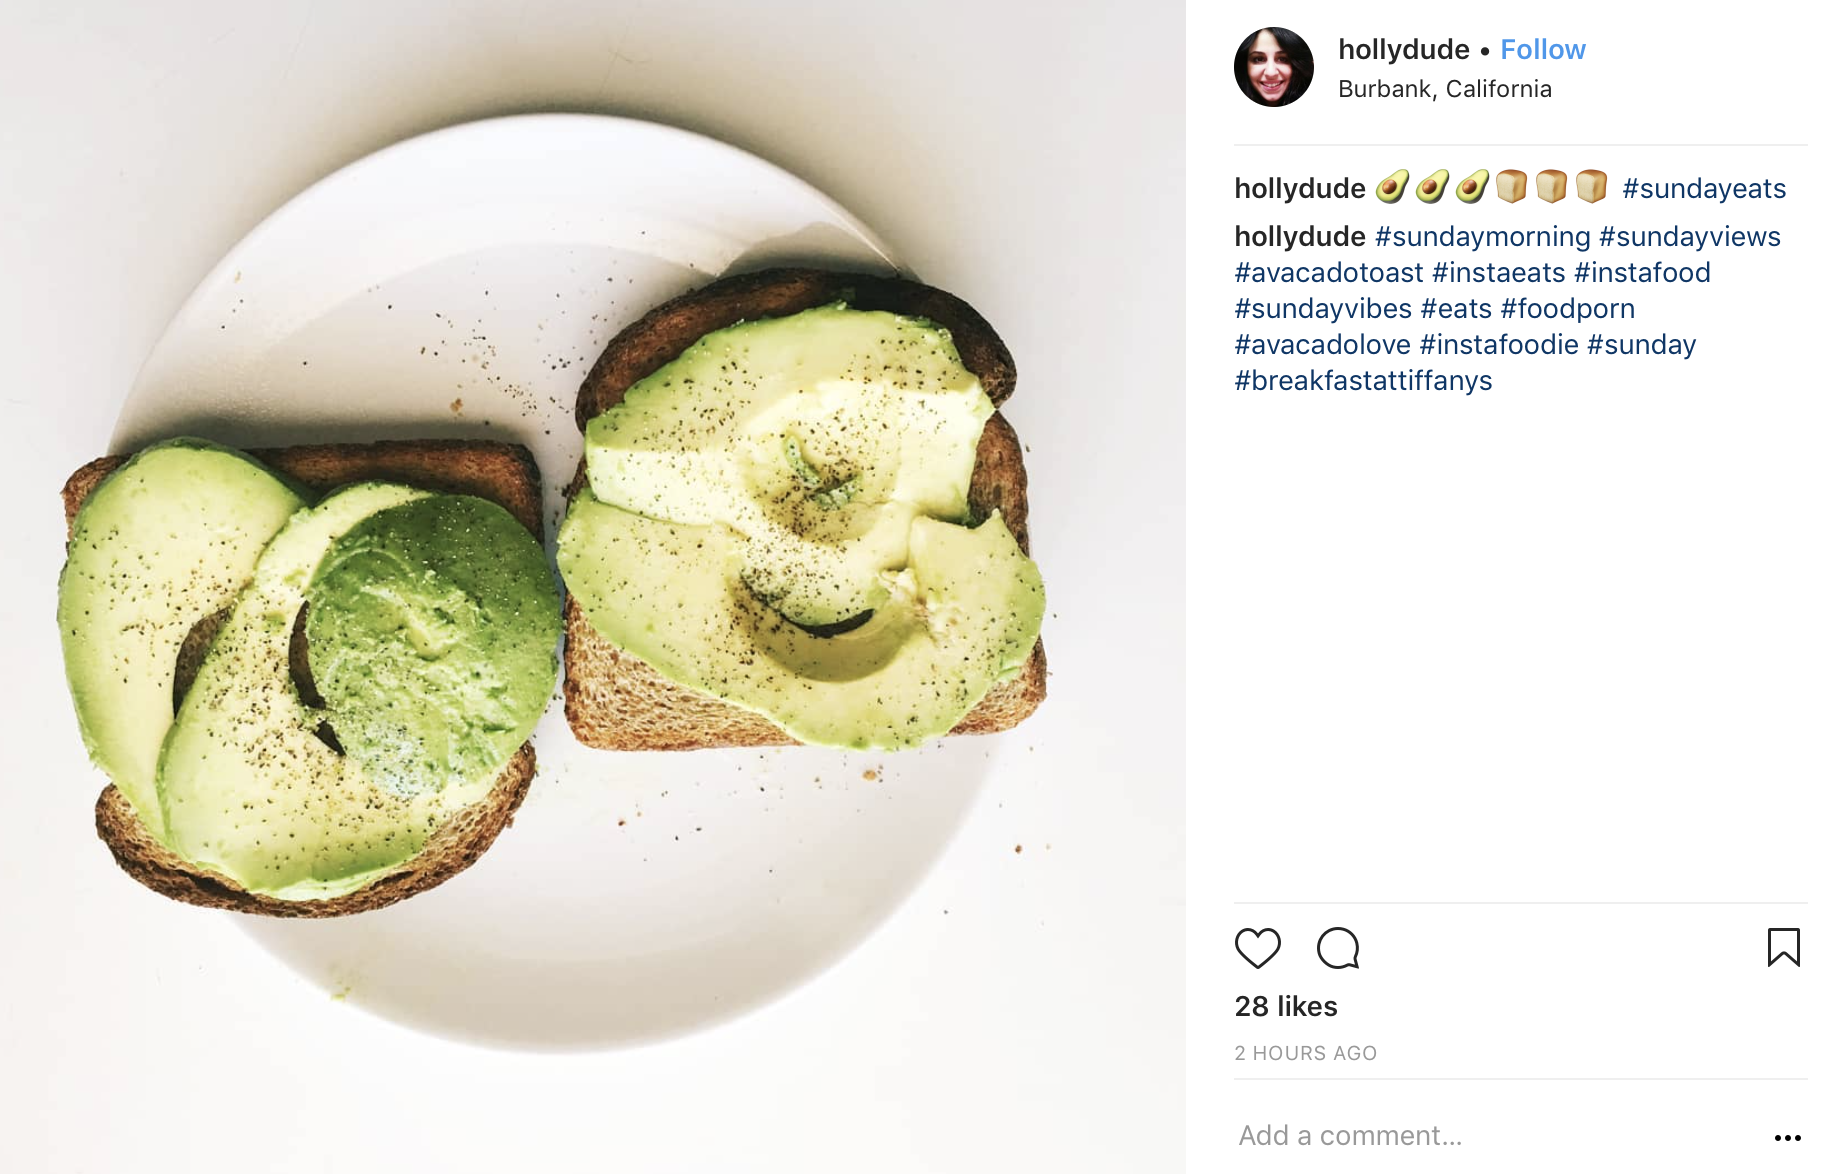 hollydude • Follow
Burbank, California
hollydude 🥑🥑🥑🍞🍞🍞 #sundayeats
hollydude #sundaymorning #sundayviews
#avacadotoast #instaeats #instafood
#sundayvibes #eats #foodporn
#avacadolove #instafoodie #sunday
#breakfastattiffanys
28 likes
2 HOURS AGO
Add a comment...